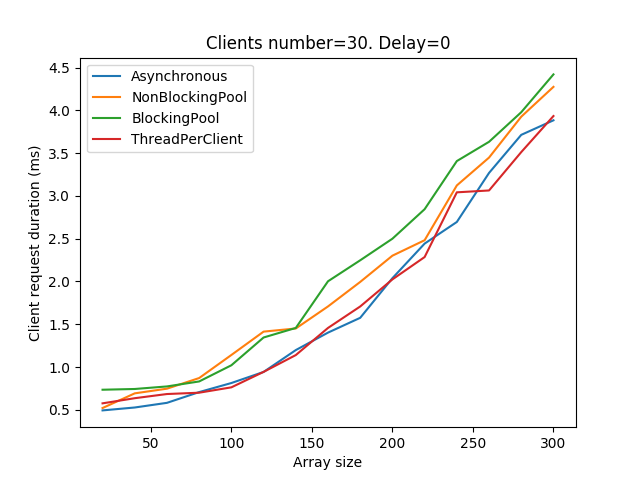 Clients number=30. Delay=0
Asynchronous
NonBlockingPool
BlockingPool
ThreadPerClient
Client request duration (ms)
4.5
4.0
3.5
3.0
2.5
2.0
1.5
1.0
0.5
50 100 150 200 250 300
Array size